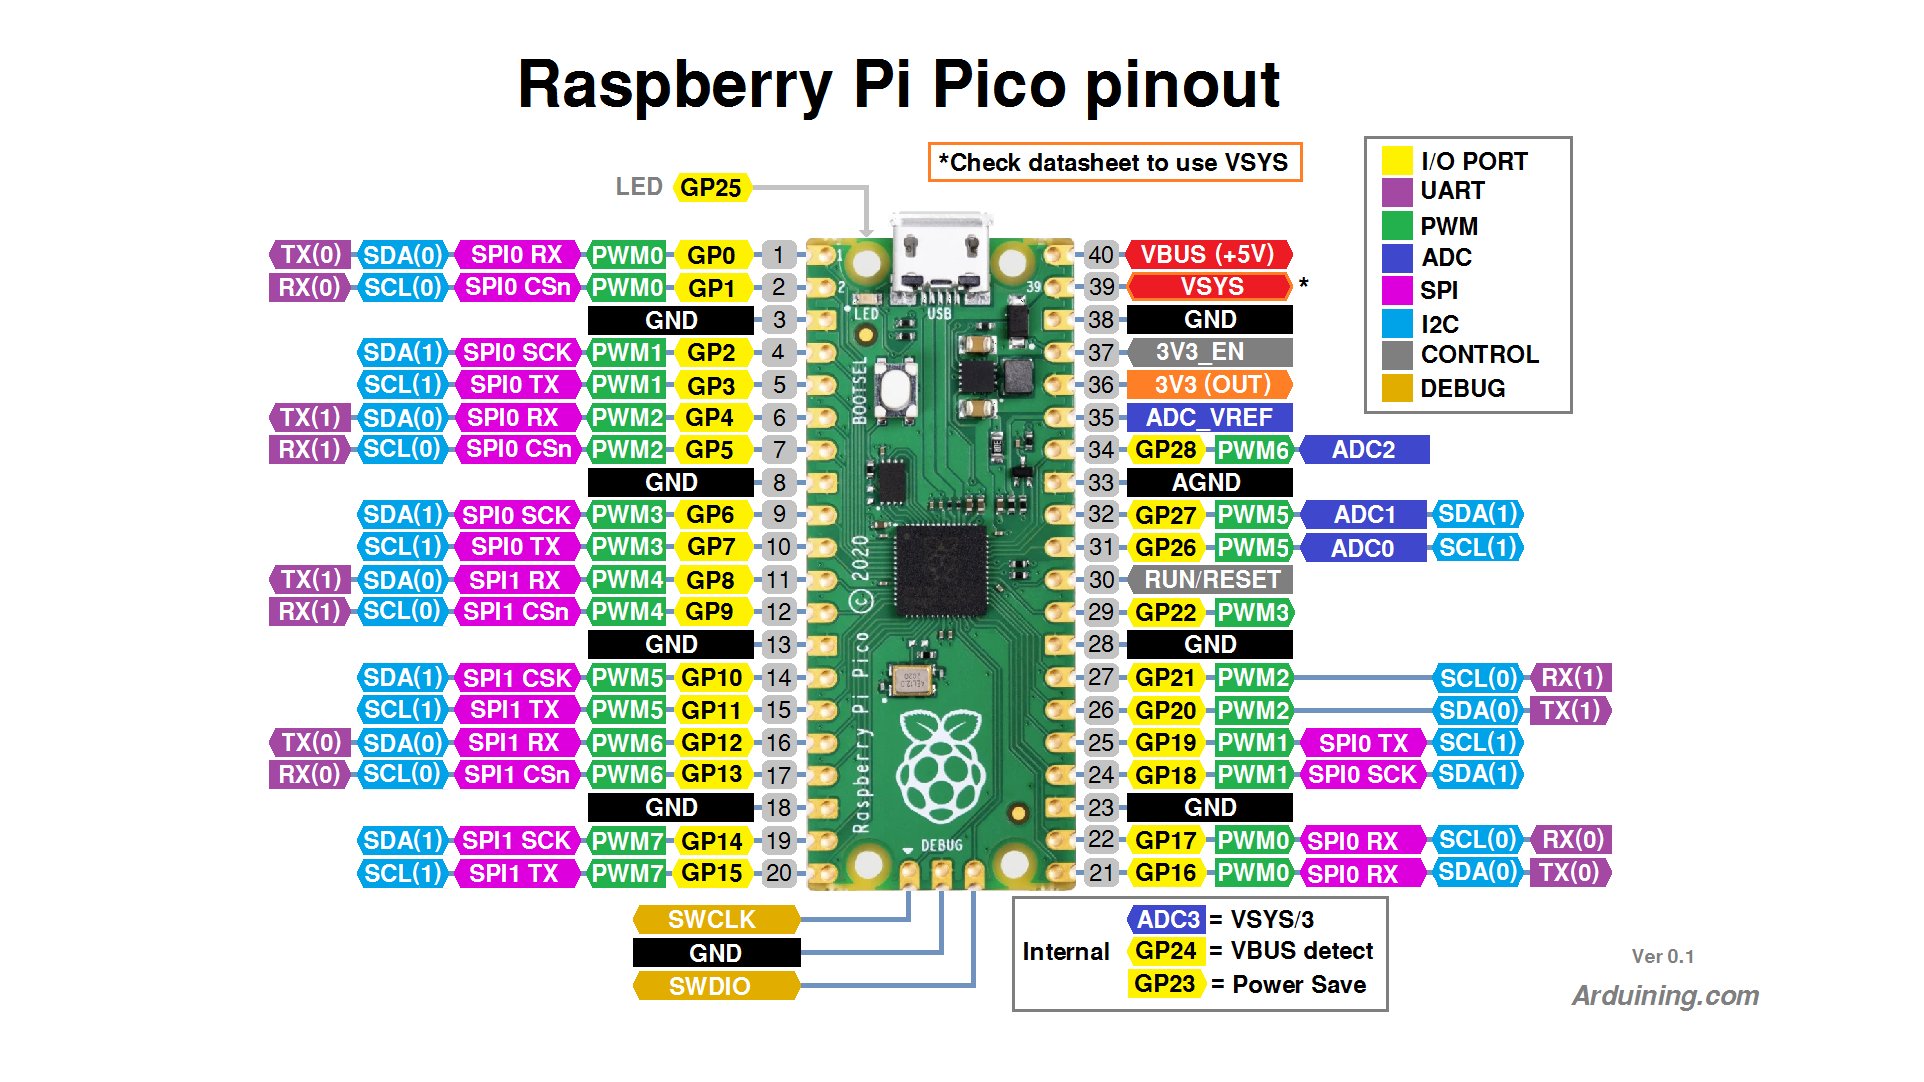 Raspberry Pi Pico pinout
*Check datasheet to use VSYS
I/O PORT
UART
PWM
ADC
SPI
I2C
CONTROL
DEBUG
LED GP25
TX(0) SDA(0) SPI0 RX PWM0 GP0 1
RX(0) SCL(0) SPI0 CSn PWM0 GP1 2
GND 3
SDA(1) SPI0 SCK PWM1 GP2 4
SCL(1) SPI0 TX PWM1 GP3 5
TX(1) SDA(0) SPI0 RX PWM2 GP4 6
RX(1) SCL(0) SPI0 CSn PWM2 GP5 7
GND 8
SDA(1) SPI0 SCK PWM3 GP6 9
SCL(1) SPI0 TX PWM3 GP7 10
TX(1) SDA(0) SPI1 RX PWM4 GP8 11
RX(1) SCL(0) SPI1 CSn PWM4 GP9 12
GND 13
SDA(1) SPI1 CSK PWM5 GP10 14
SCL(1) SPI1 TX PWM5 GP11 15
TX(0) SDA(0) SPI1 RX PWM6 GP12 16
RX(0) SCL(0) SPI1 CSn PWM6 GP13 17
GND 18
SDA(1) SPI1 SCK PWM7 GP14 19
SCL(1) SPI1 TX PWM7 GP15 20
1
2
39
LED
USB
BOOTSEL
Raspberry Pi Pico © 2020
DEBUG
40 VBUS (+5V)
39 VSYS *
38 GND
37 3V3_EN
36 3V3 (OUT)
35 ADC_VREF
34 GP28 PWM6 ADC2
33 AGND
32 GP27 PWM5 ADC1 SDA(1)
31 GP26 PWM5 ADC0 SCL(1)
30 RUN/RESET
29 GP22 PWM3
28 GND
27 GP21 PWM2 SCL(0) RX(1)
26 GP20 PWM2 SDA(0) TX(1)
25 GP19 PWM1 SPI0 TX SCL(1)
24 GP18 PWM1 SPI0 SCK SDA(1)
23 GND
22 GP17 PWM0 SPI0 RX SCL(0) RX(0)
21 GP16 PWM0 SPI0 RX SDA(0) TX(0)
SWCLK
GND
SWDIO
Internal
ADC3 = VSYS/3
GP24 = VBUS detect
GP23 = Power Save
Ver 0.1
Arduining.com